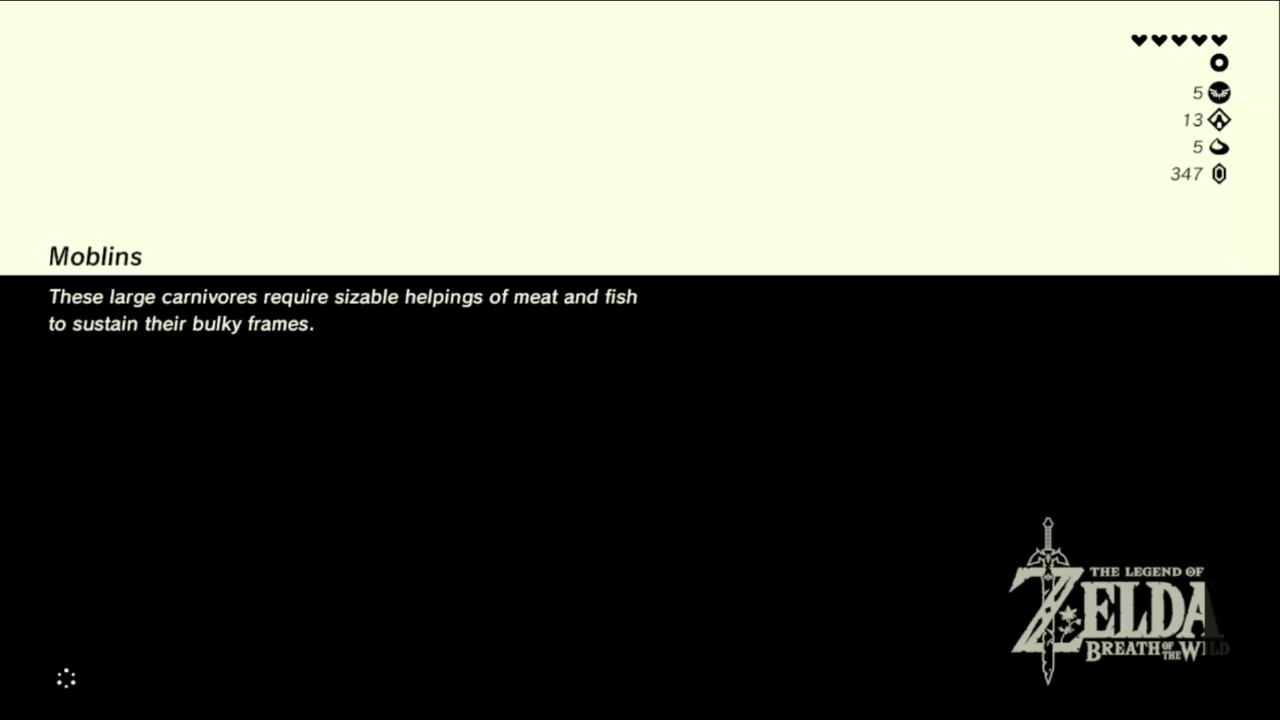 5
13
5
347
Moblins
These large carnivores require sizable helpings of meat and fish
to sustain their bulky frames.
THE LEGEND OF
ZELDA
BREATH OF THE WILD